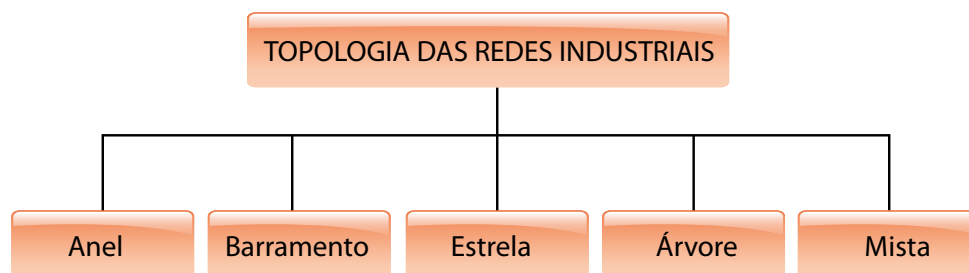 TOPOLOGIA DAS REDES INDUSTRIAIS
Anel
Barramento
Estrela
Árvore
Mista